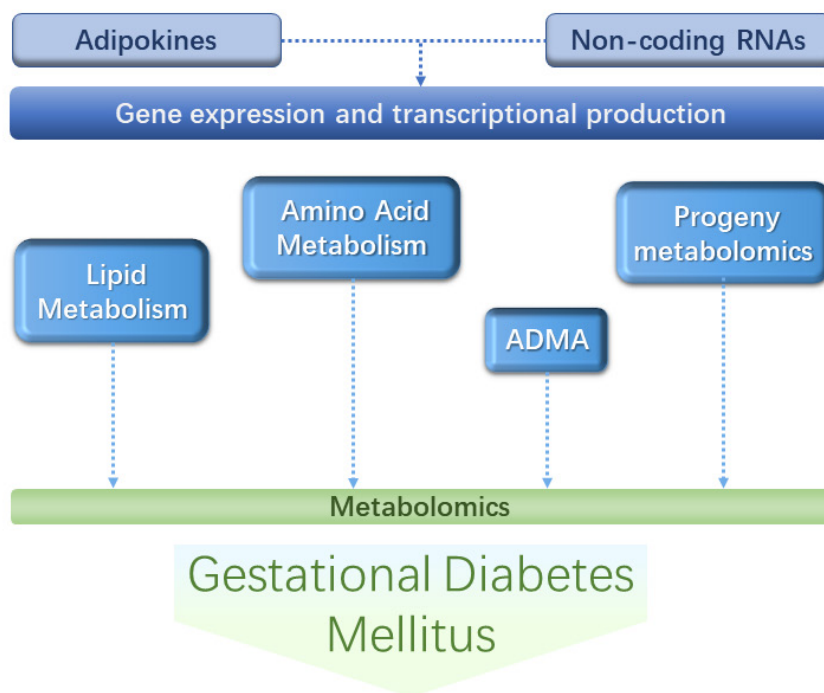 Adipokines
Non-coding RNAs
Gene expression and transcriptional production
Amino Acid
Metabolism
Progeny
metabolomics
Lipid
Metabolism
ADMA
Metabolomics
Gestational Diabetes
Mellitus